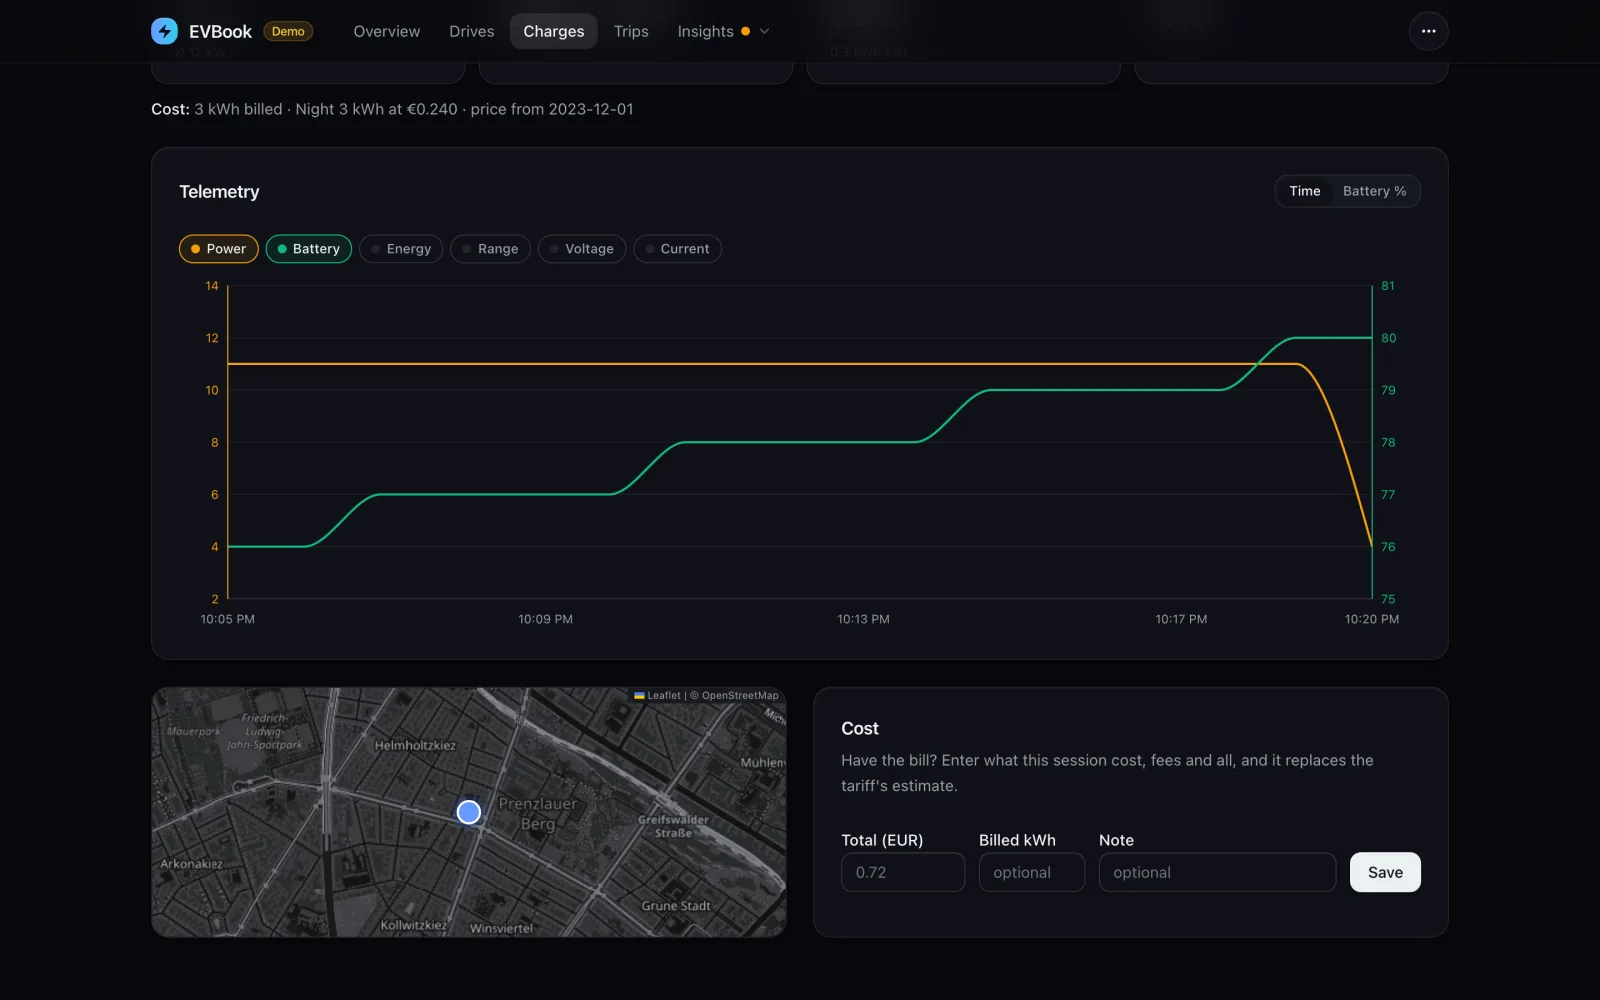 EVBook Demo Overview Drives Charges Trips Insights
Cost: 3 kWh billed · Night 3 kWh at €0.240 · price from 2023-12-01
Telemetry
Time Battery %
Power Battery Energy Range Voltage Current
14 81
12 80
10 79
8 78
6 77
4 76
2 75
10:05 PM 10:09 PM 10:13 PM 10:17 PM 10:20 PM
Leaflet | © OpenStreetMap
Friedrich-
Ludwig-
Jahn-Sportpark
Mauerpark
Helmholtzkiez
Prenzlauer
Berg
Greifswalder
Straße
Arkonakiez
Grüne Stadt
Kollwitzkiez
Winsviertel
Cost
Have the bill? Enter what this session cost, fees and all, and it replaces the
tariff's estimate.
Total (EUR) Billed kWh Note
0.72 optional optional Save